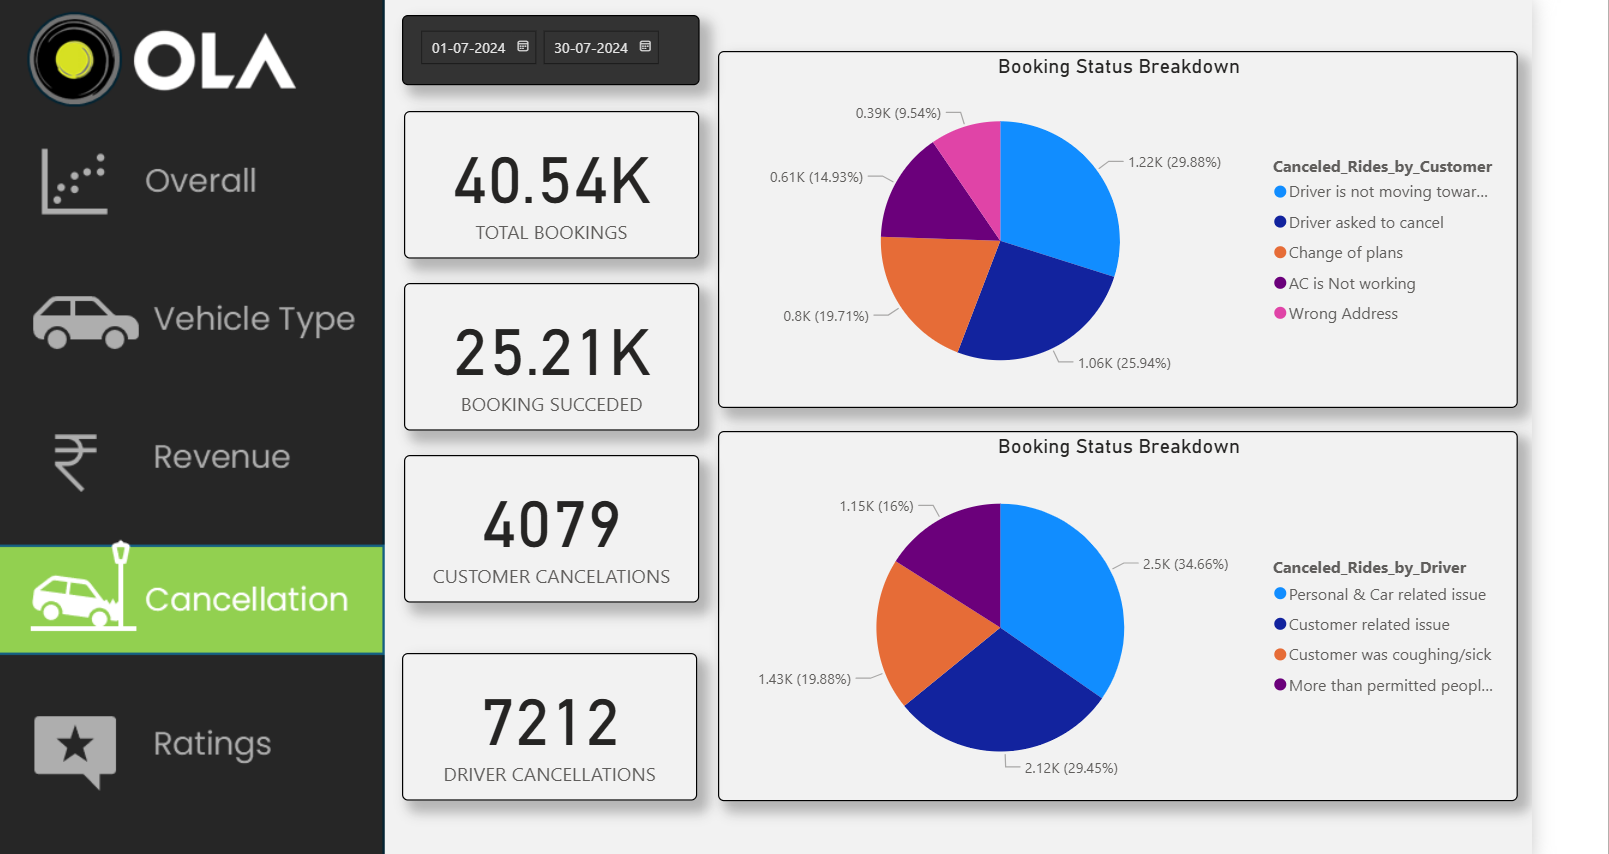 OLA
Overall
Vehicle Type
Revenue
Cancellation
Ratings
01-07-2024
30-07-2024
40.54K
TOTAL BOOKINGS
25.21K
BOOKING SUCCEDED
4079
CUSTOMER CANCELATIONS
7212
DRIVER CANCELLATIONS
Booking Status Breakdown
0.39K (9.54%)
1.22K (29.88%)
0.61K (14.93%)
0.8K (19.71%)
1.06K (25.94%)
Canceled_Rides_by_Customer
Driver is not moving towar...
Driver asked to cancel
Change of plans
AC is Not working
Wrong Address
Booking Status Breakdown
1.15K (16%)
2.5K (34.66%)
1.43K (19.88%)
2.12K (29.45%)
Canceled_Rides_by_Driver
Personal & Car related issue
Customer related issue
Customer was coughing/sick
More than permitted peopl...